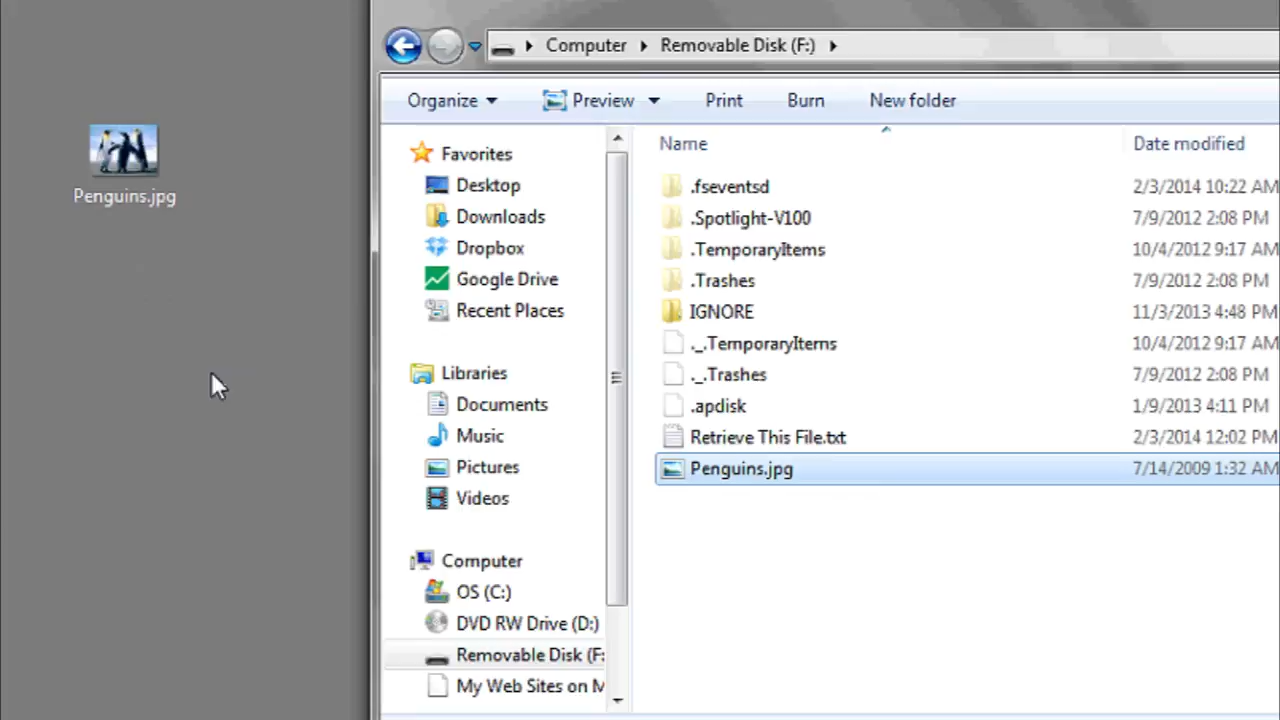 Computer
Removable Disk (F:)
Organize
Preview
Print
Burn
New folder
Penguins.jpg
Favorites
Desktop
Downloads
Dropbox
Google Drive
Recent Places
Libraries
Documents
Music
Pictures
Videos
Computer
OS (C:)
DVD RW Drive (D:)
Removable Disk (F:
My Web Sites on M
Name Date modified
.fseventsd 2/3/2014 10:22 AM
.Spotlight-V100 7/9/2012 2:08 PM
.TemporaryItems 10/4/2012 9:17 AM
.Trashes 7/9/2012 2:08 PM
IGNORE 11/3/2013 4:48 PM
._.TemporaryItems 10/4/2012 9:17 AM
._.Trashes 7/9/2012 2:08 PM
.apdisk 1/9/2013 4:11 PM
Retrieve This File.txt 2/3/2014 12:02 PM
Penguins.jpg 7/14/2009 1:32 AM